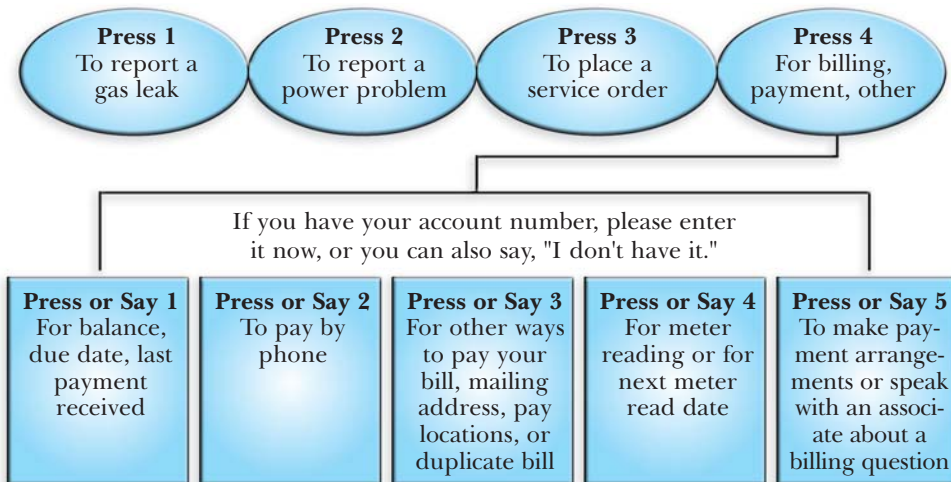 Press 1
To report a
gas leak
Press 2
To report a
power problem
Press 3
To place a
service order
Press 4
For billing,
payment, other
If you have your account number, please enter
it now, or you can also say, "I don't have it."
Press or Say 1
For balance,
due date, last
payment
received
Press or Say 2
To pay by
phone
Press or Say 3
For other ways
to pay your
bill, mailing
address, pay
locations, or
duplicate bill
Press or Say 4
For meter
reading or for
next meter
read date
Press or Say 5
To make pay-
ment arrange-
ments or speak
with an associ-
ate about a
billing question